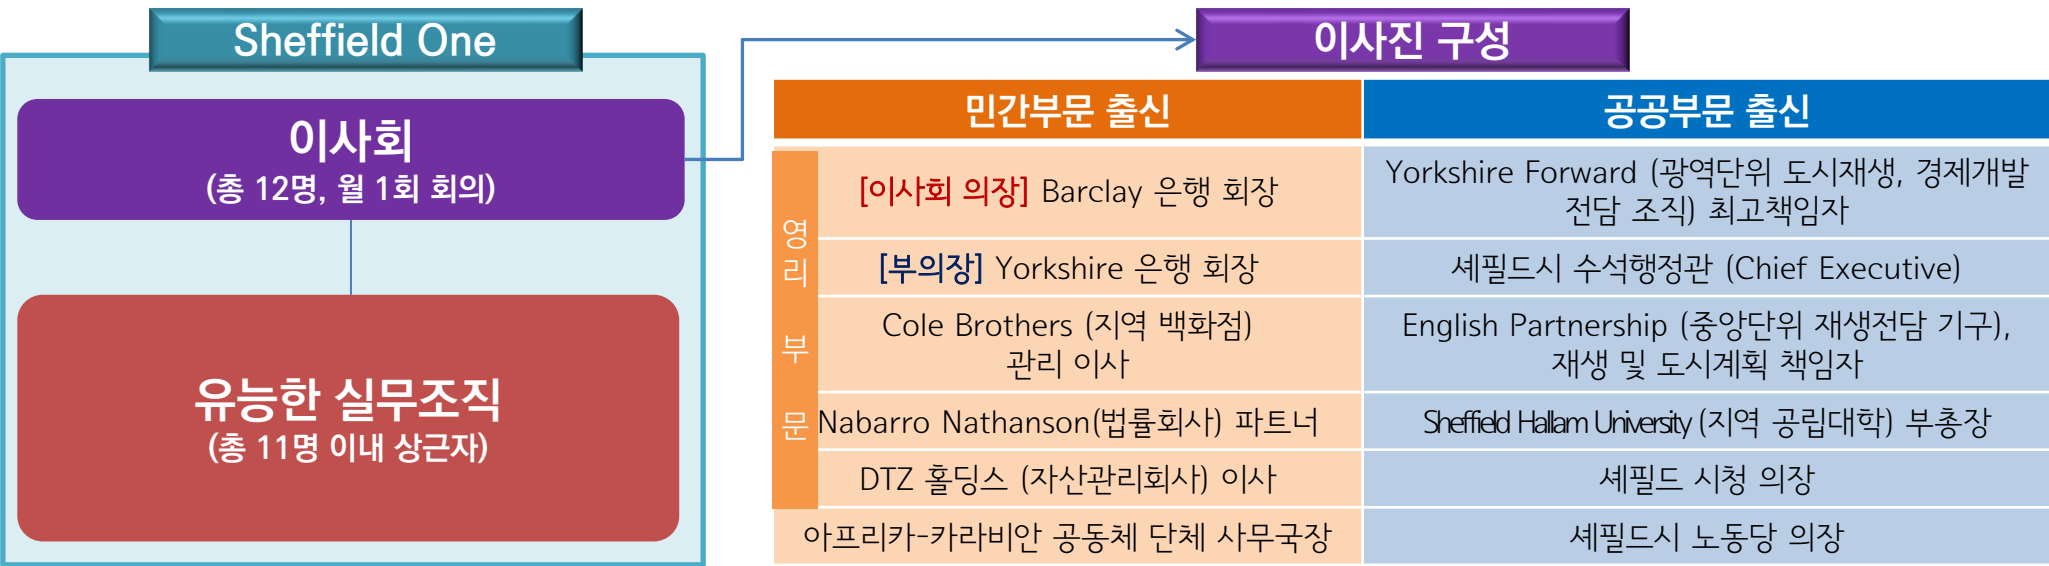 Sheffield One
이사회
(총 12명, 월 1회 회의)
유능한 실무조직
(총 11명 이내 상근자)
이사진 구성
민간부문 출신
공공부문 출신
영리 부문
[이사회 의장] Barclay 은행 회장
Yorkshire Forward (광역단위 도시재생, 경제개발
전담 조직) 최고책임자
[부의장] Yorkshire 은행 회장
셰필드시 수석행정관 (Chief Executive)
Cole Brothers (지역 백화점)
관리 이사
English Partnership (중앙단위 재생전담 기구),
재생 및 도시계획 책임자
Nabarro Nathanson(법률회사) 파트너
Sheffield Hallam University (지역 공립대학) 부총장
DTZ 홀딩스 (자산관리회사) 이사
셰필드 시청 의장
아프리카-카라비안 공동체 단체 사무국장
셰필드시 노동당 의장